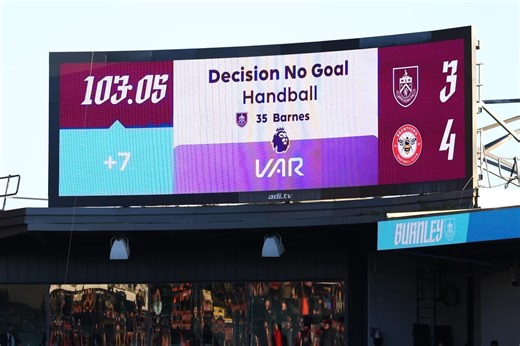 103:05
+7
Decision No Goal
Handball
35 Barnes
VAR
3
4
adi.tv
BURNLEY